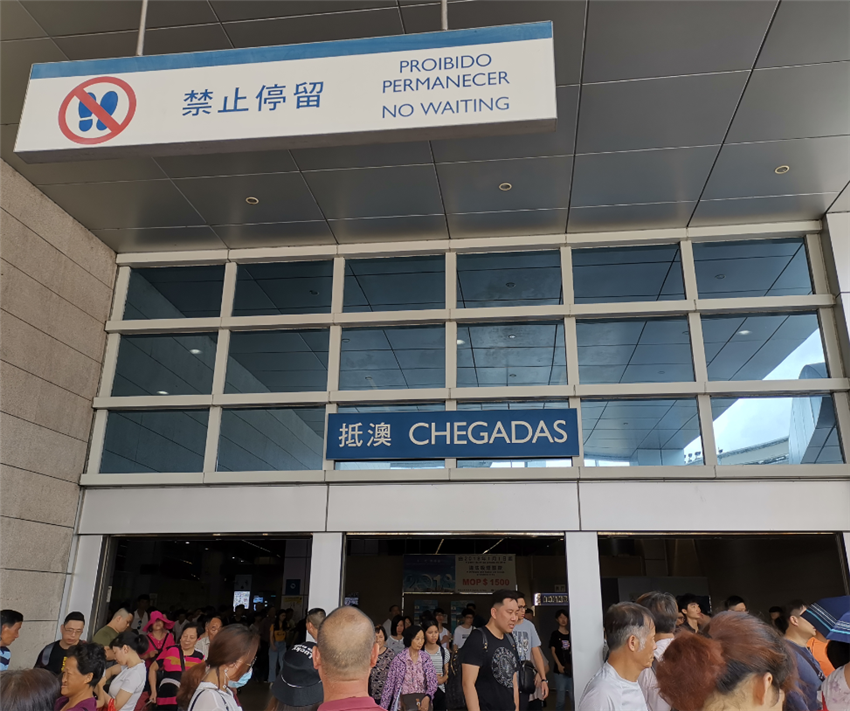 禁止停留
PROIBIDO
PERMANECER
NO WAITING
抵澳 CHEGADAS
MOP$ 1500